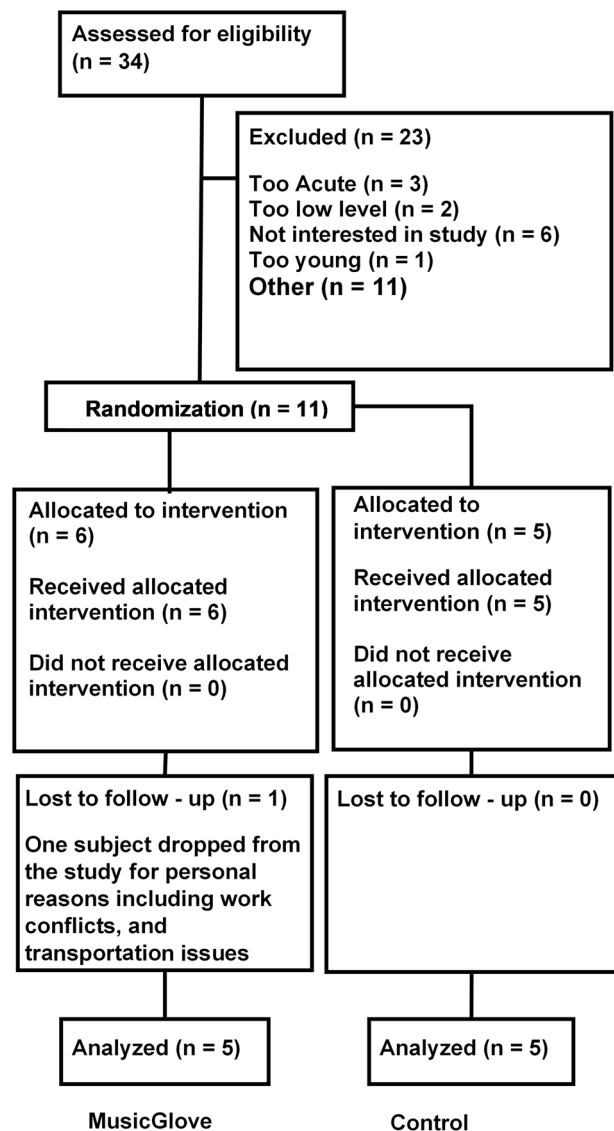 Assessed for eligibility
(n = 34)
Excluded (n = 23)
Too Acute (n = 3)
Too low level (n = 2)
Not interested in study (n = 6)
Too young (n = 1)
Other (n = 11)
Randomization (n = 11)
Allocated to intervention
(n = 6)
Received allocated
intervention (n = 6)
Did not receive allocated
intervention (n = 0)
Allocated to
intervention (n = 5)
Received allocated
intervention (n = 5)
Did not receive
allocated intervention
(n = 0)
Lost to follow - up (n = 1)
One subject dropped from
the study for personal
reasons including work
conflicts, and
transportation issues
Lost to follow - up (n = 0)
Analyzed (n = 5)
Analyzed (n = 5)
MusicGlove
Control